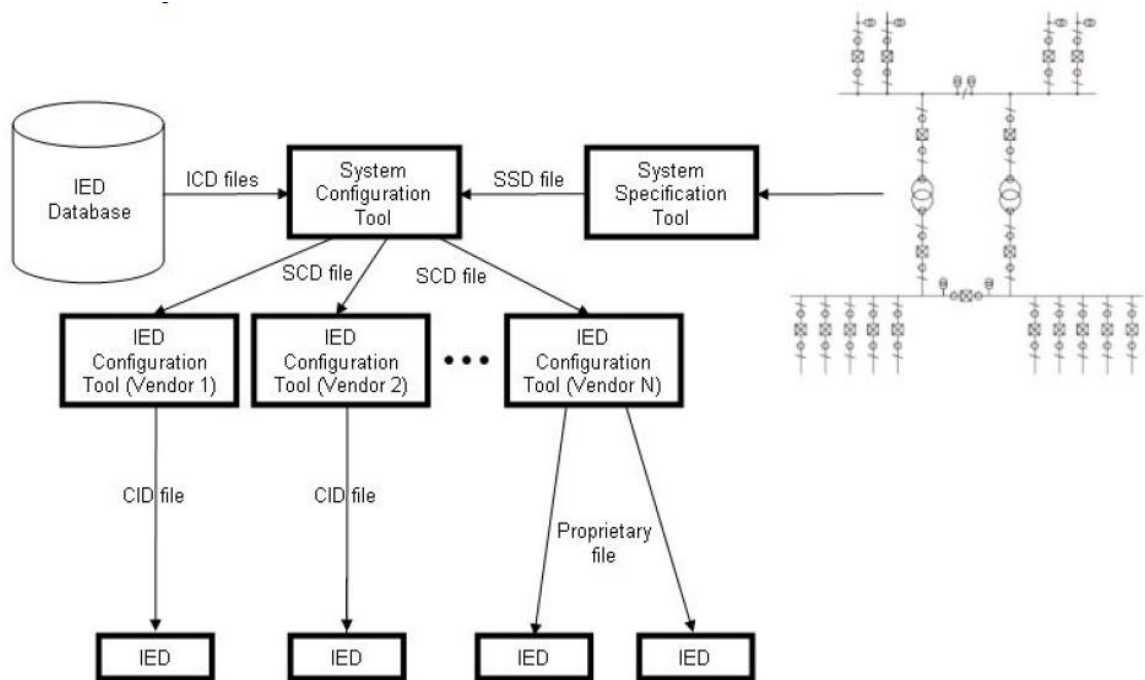 IED
Database
ICD files
System
Configuration
Tool
SSD file
System
Specification
Tool
SCD file
SCD file
IED
Configuration
Tool (Vendor 1)
IED
Configuration
Tool (Vendor 2)
IED
Configuration
Tool (Vendor N)
CID file
CID file
Proprietary
file
IED
IED
IED
IED